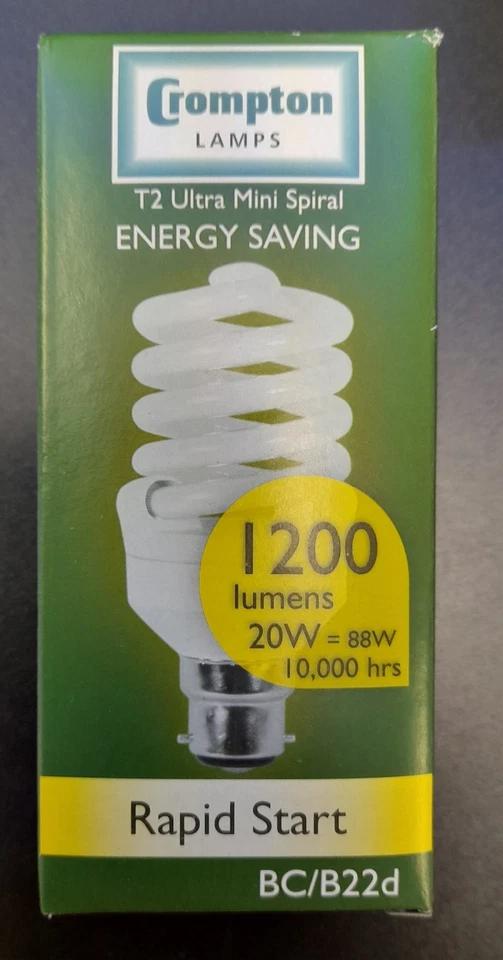 Crompton
LAMPS
T2 Ultra Mini Spiral
ENERGY SAVING
1200
lumens
20W = 88W
10,000 hrs
Rapid Start
BC/B22d